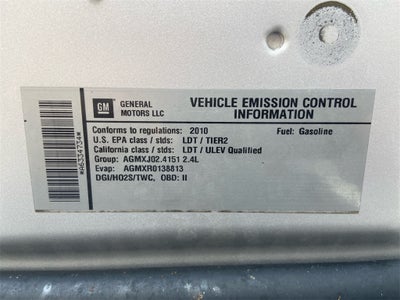 GM
GENERAL
MOTORS LLC
VEHICLE EMISSION CONTROL
INFORMATION
Conforms to regulations: 2010
Fuel: Gasoline
U.S. EPA class / stds: LDT / TIER2
California class / stds: LDT / ULEV Qualified
Group: AGMXJ02.4151 2.4L
Evap: AGMXR0138813
DGI/HO2S/TWC, OBD: II
*A6334734*